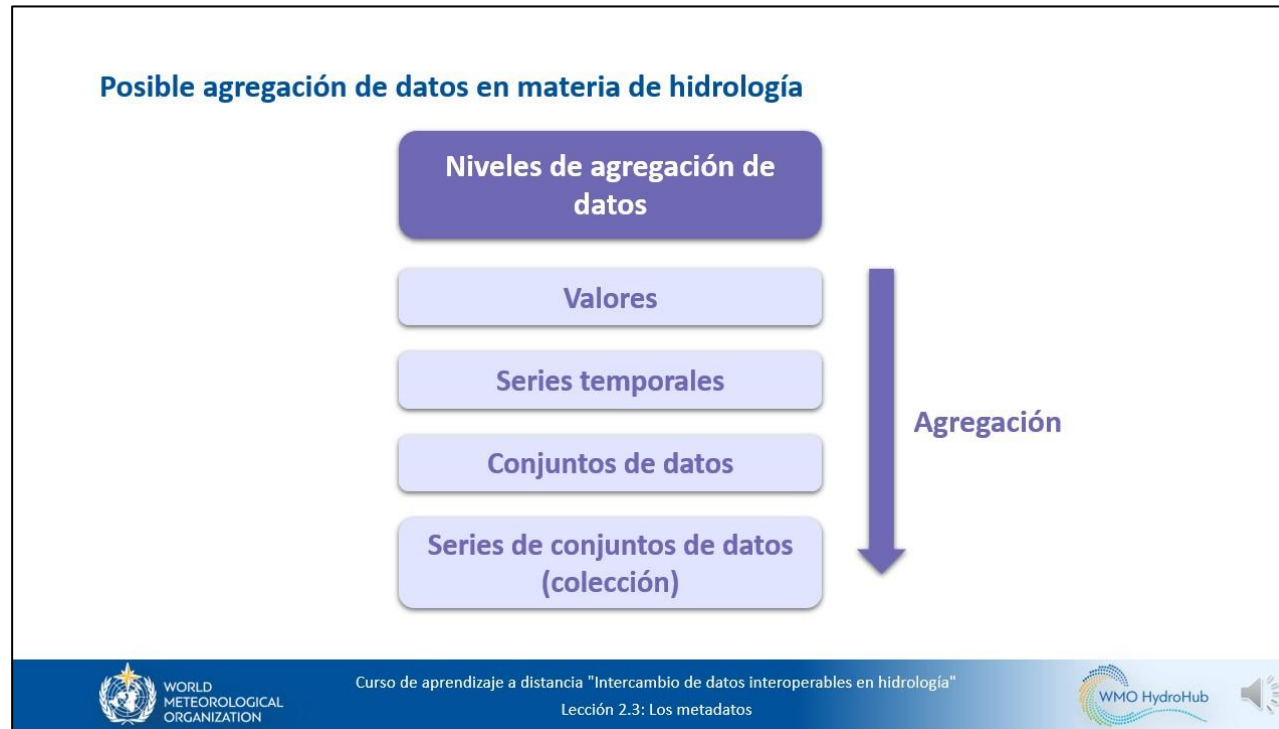 Posible agregación de datos en materia de hidrología
Niveles de agregación de
datos
Valores
Series temporales
Conjuntos de datos
Series de conjuntos de datos
(colección)
Agregación
WORLD
METEOROLOGICAL
ORGANIZATION
Curso de aprendizaje a distancia "Intercambio de datos interoperables en hidrología"
Lección 2.3: Los metadatos
WMO HydroHub